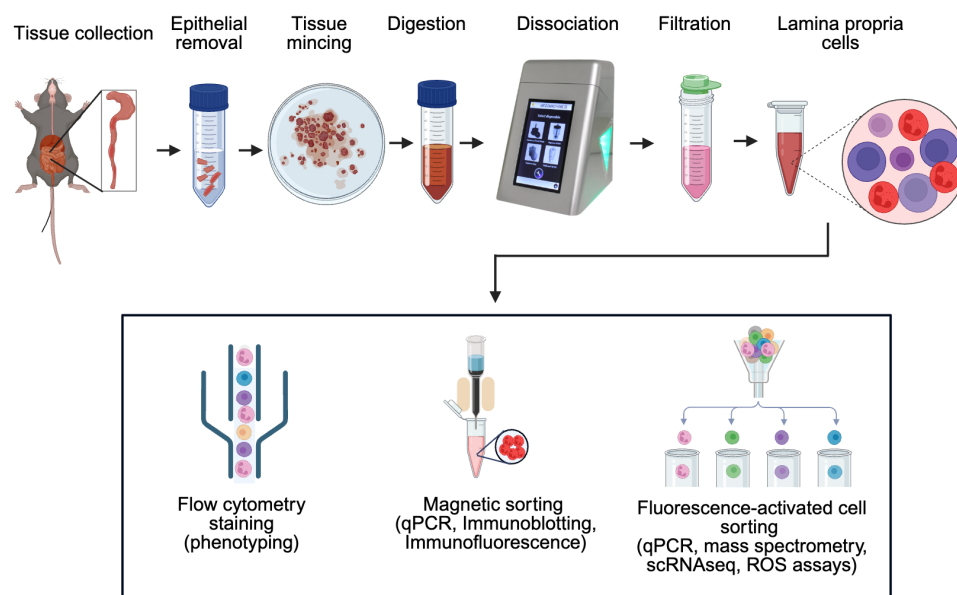 Tissue collection
Epithelial
removal
Tissue
mincing
Digestion
Dissociation
Filtration
Lamina propria
cells
Flow cytometry
staining
(phenotyping)
Magnetic sorting
(qPCR, Immunoblotting,
Immunofluorescence)
Fluorescence-activated cell
sorting
(qPCR, mass spectrometry,
scRNAseq, ROS assays)